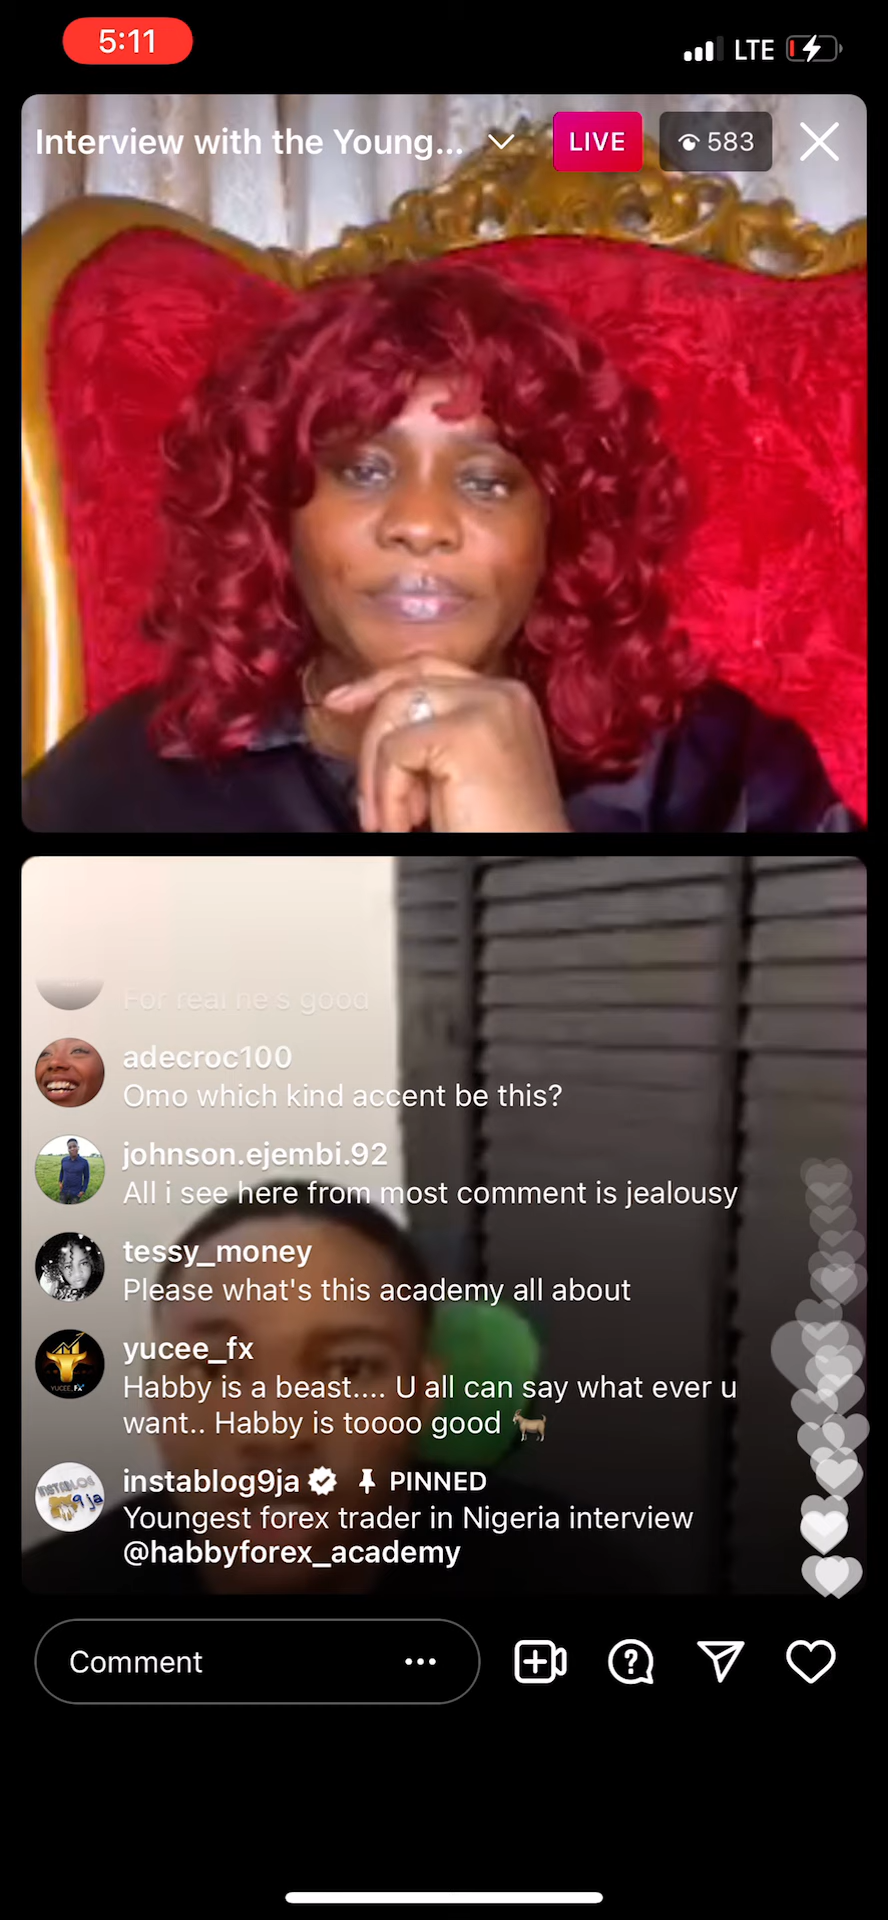 5:11
LTE
Interview with the Young...
LIVE
583
For real he's good
adecroc100
Omo which kind accent be this?
johnson.ejembi.92
All i see here from most comment is jealousy
tessy_money
Please what's this academy all about
yucee_fx
Habby is a beast.... U all can say what ever u
want.. Habby is toooo good
YUCEE_FX
instablog9ja PINNED
INSTABLOG
9ja
Youngest forex trader in Nigeria interview
@habbyforex_academy
Comment